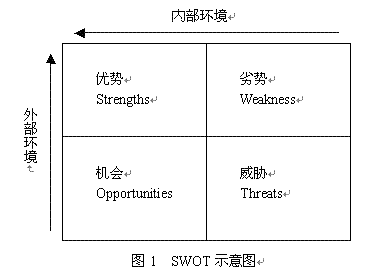 内部环境
优势
Strengths
劣势
Weakness
外部环境
机会
Opportunities
威胁
Threats
图 1 SWOT 示意图